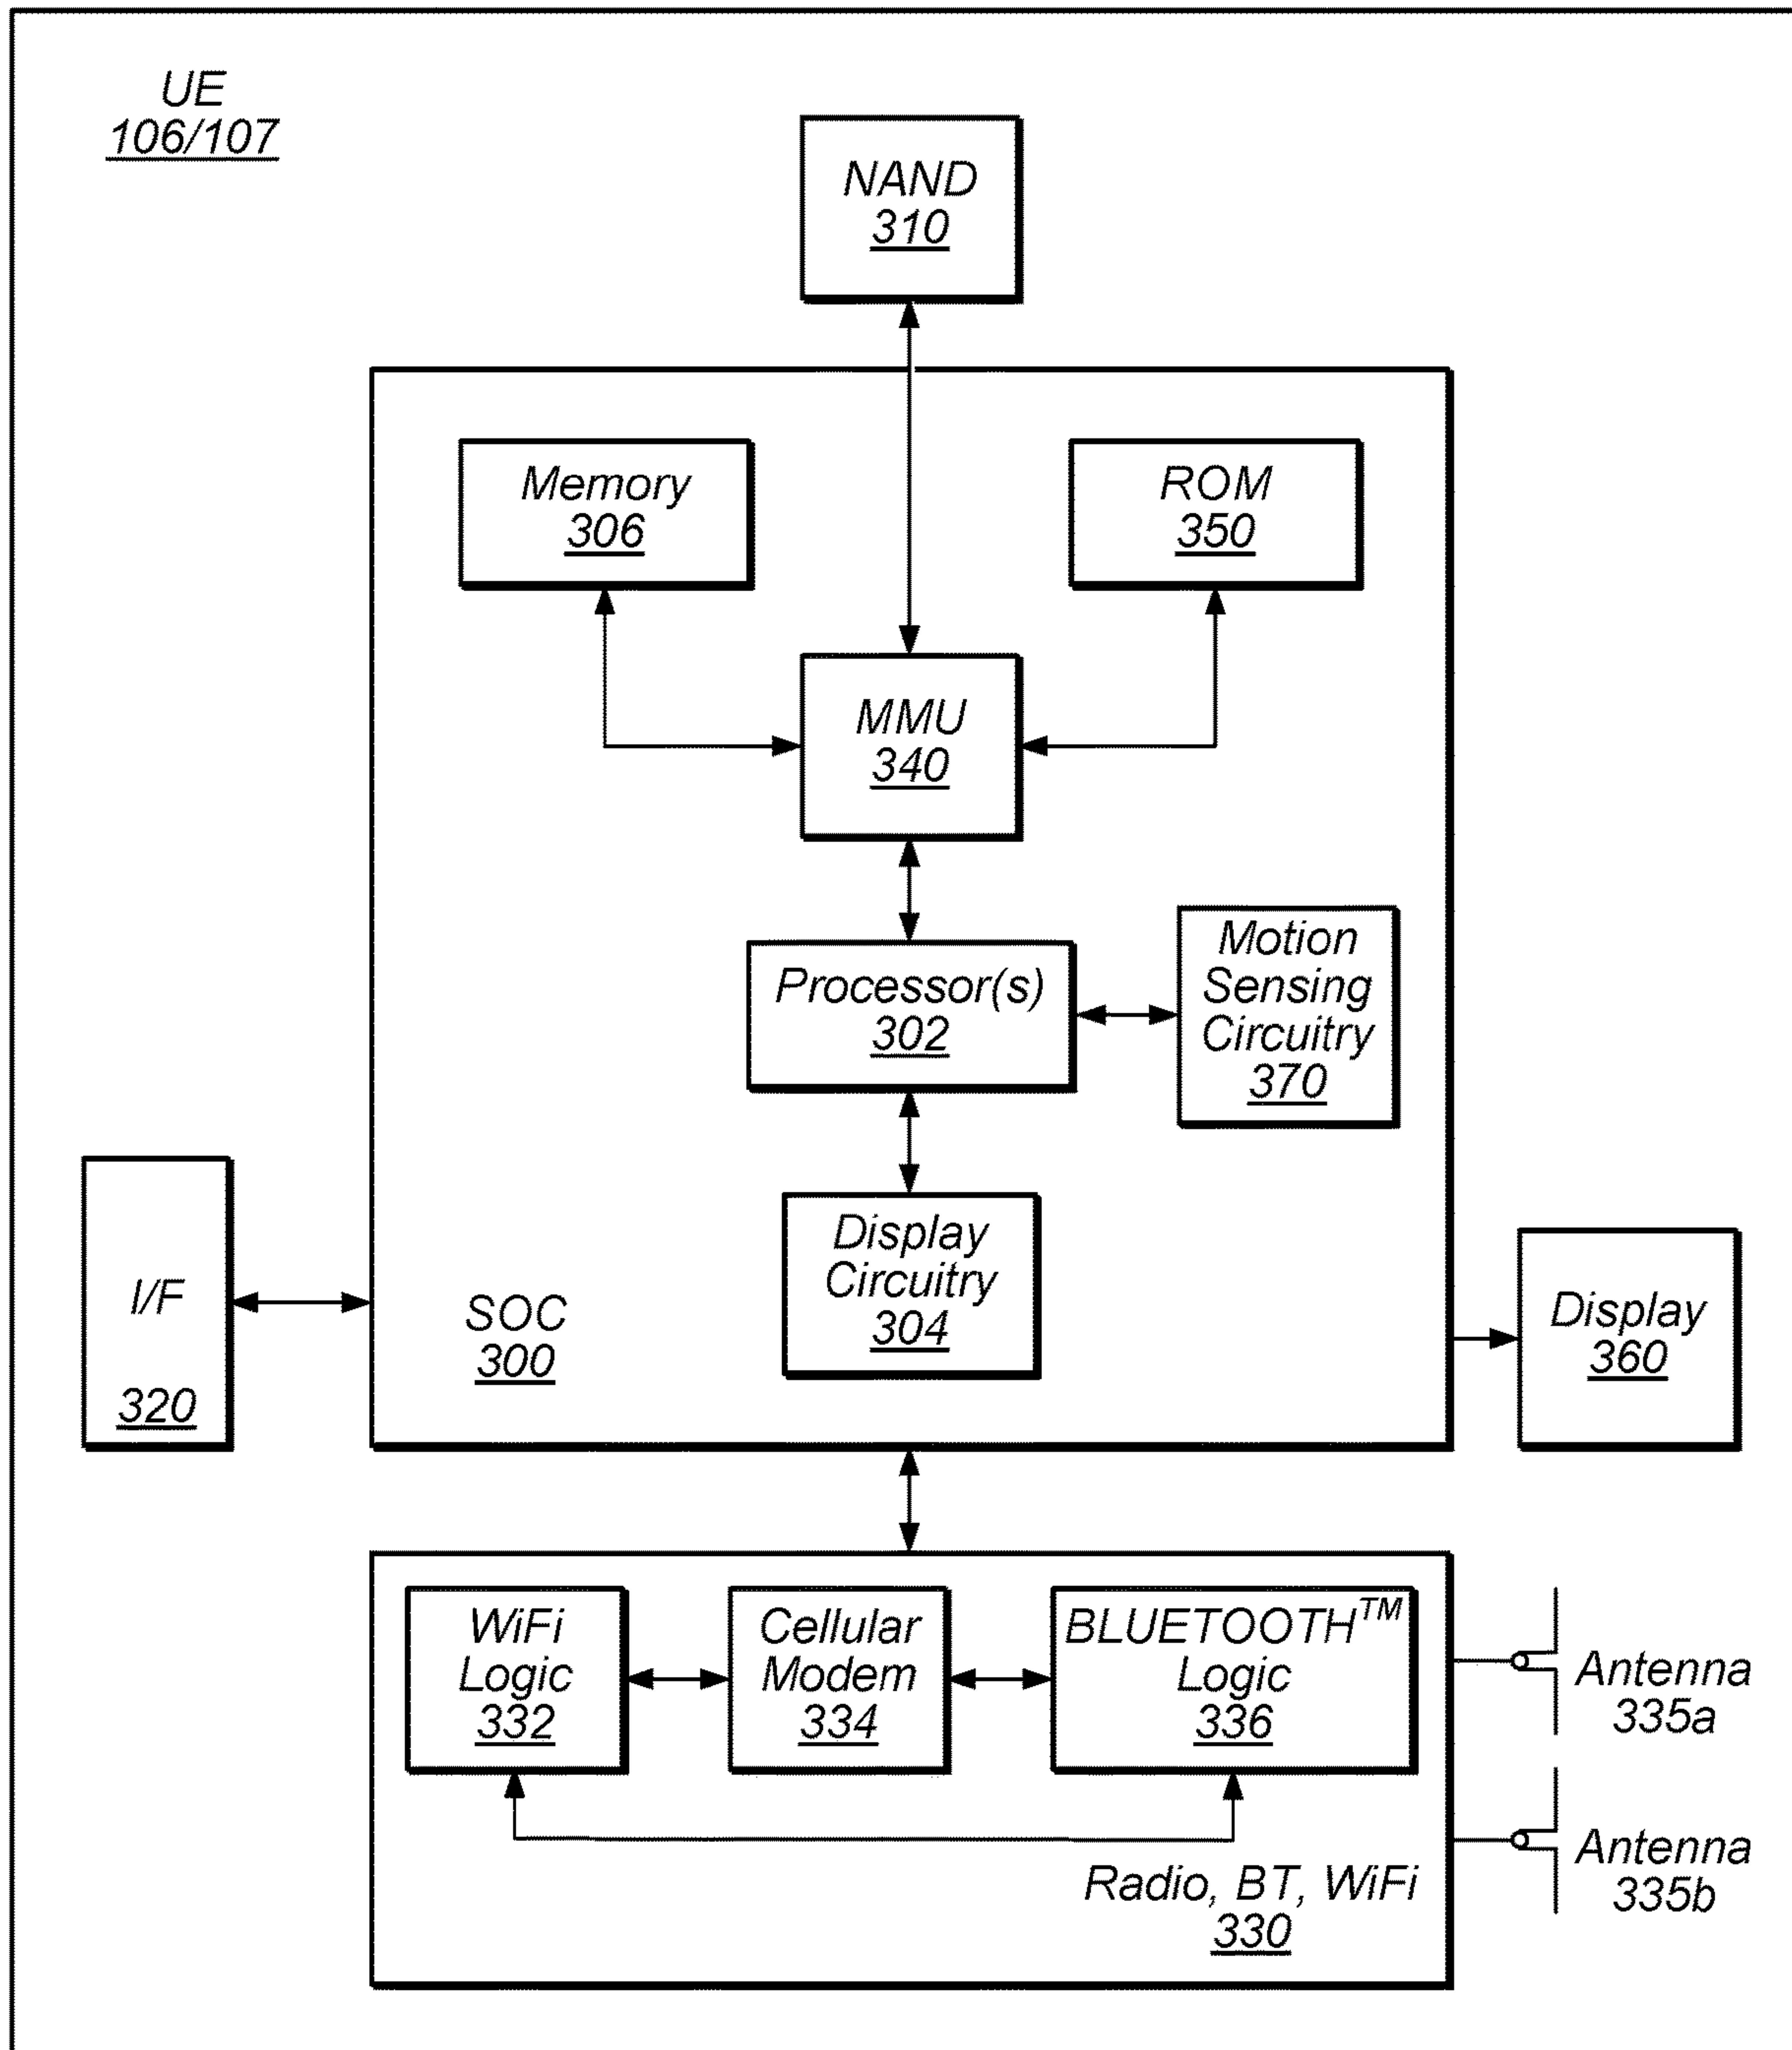 UE
106/107
NAND
310
Memory
306
ROM
350
MMU
340
Processor(s)
302
Motion
Sensing
Circuitry
370
Display
Circuitry
304
I/F
320
SOC
300
Display
360
WiFi
Logic
332
Cellular
Modem
334
BLUETOOTH™
Logic
336
Antenna
335a
Antenna
335b
Radio, BT, WiFi
330